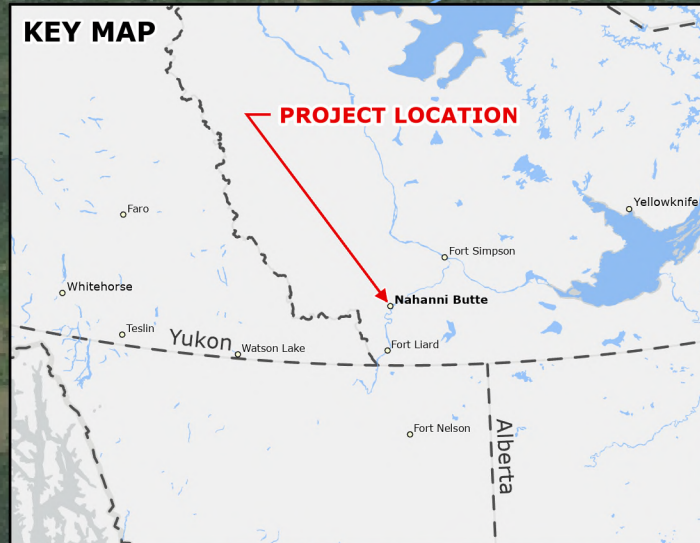 KEY MAP
PROJECT LOCATION
Yellowknife
Faro
Fort Simpson
Whitehorse
Nahanni Butte
Teslin
Yukon
Watson Lake
Fort Liard
Fort Nelson
Alberta